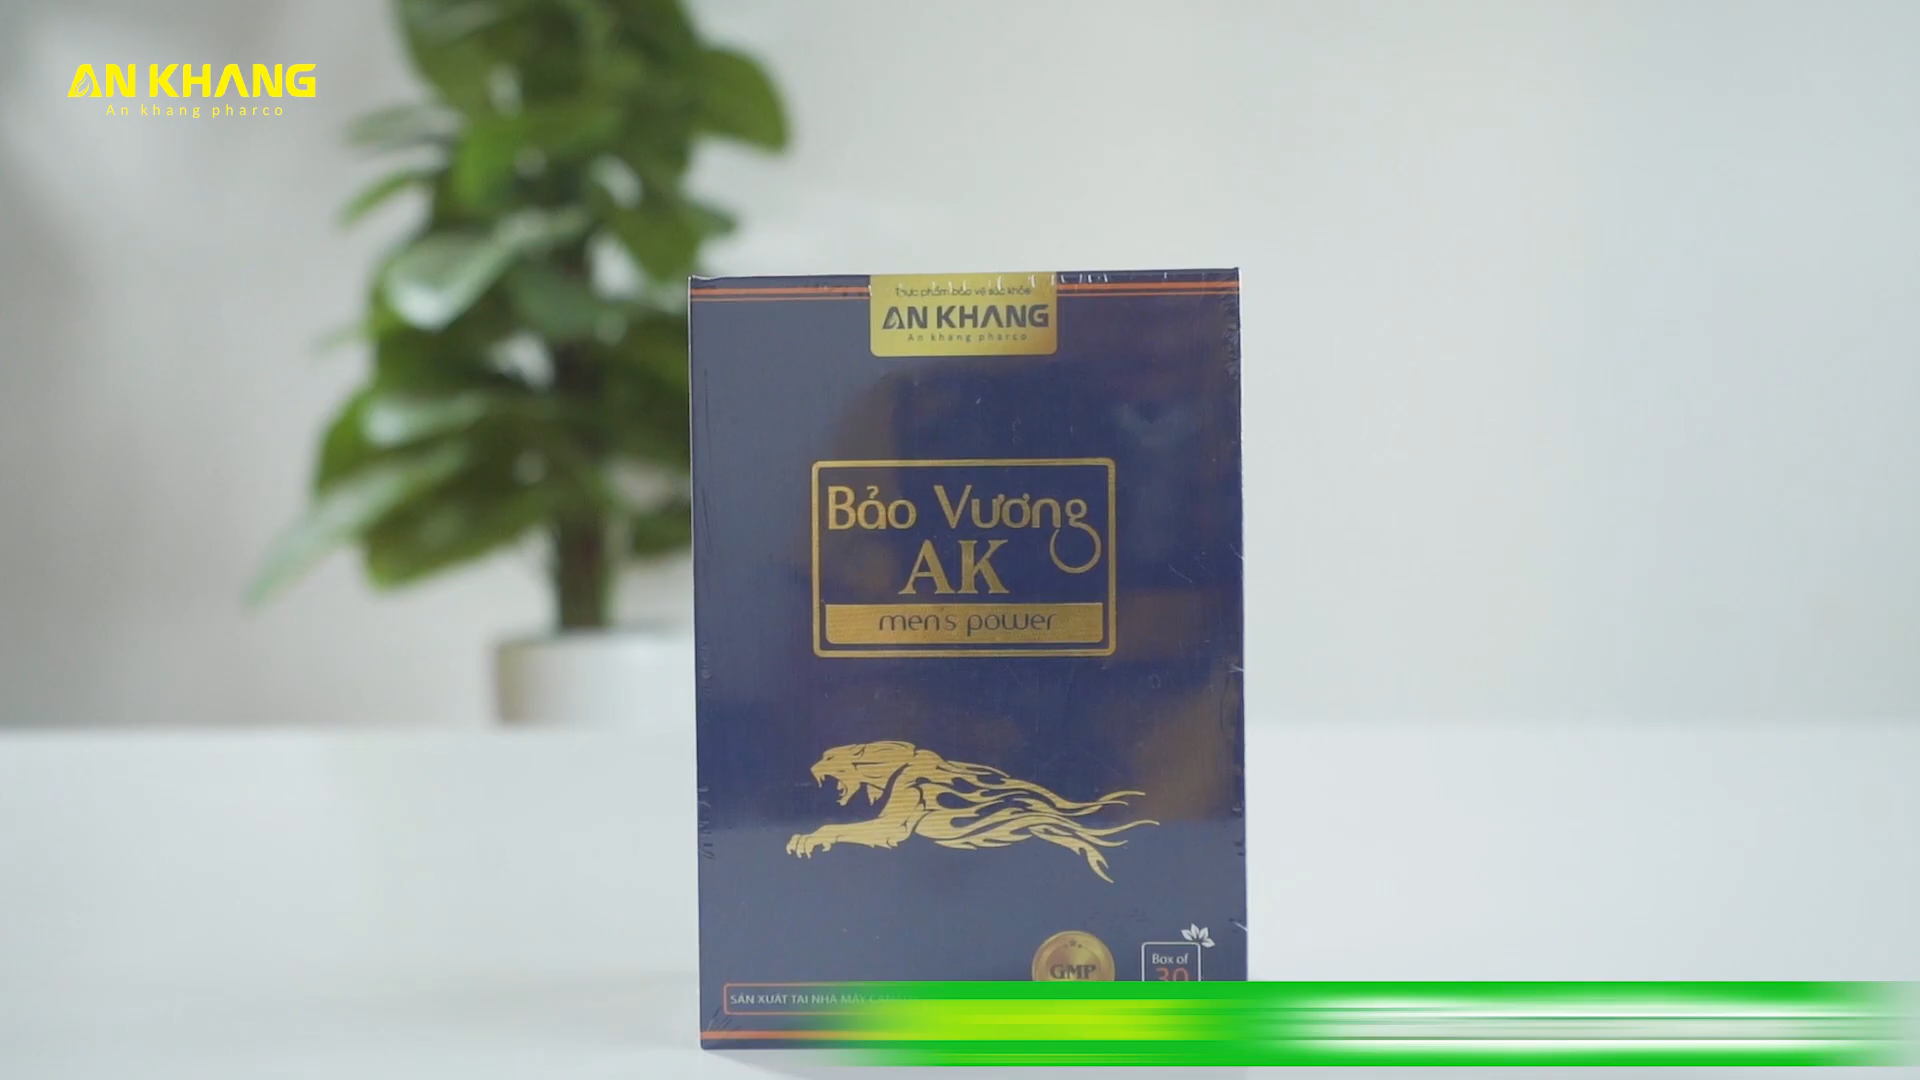 AN KHANG
An khang pharco
Thực phẩm bảo vệ sức khỏe
AN KHANG
An khang pharco
Bảo Vương
AK
men's power
GMP
Box of
30
SẢN XUẤT TẠI NHÀ MÁY